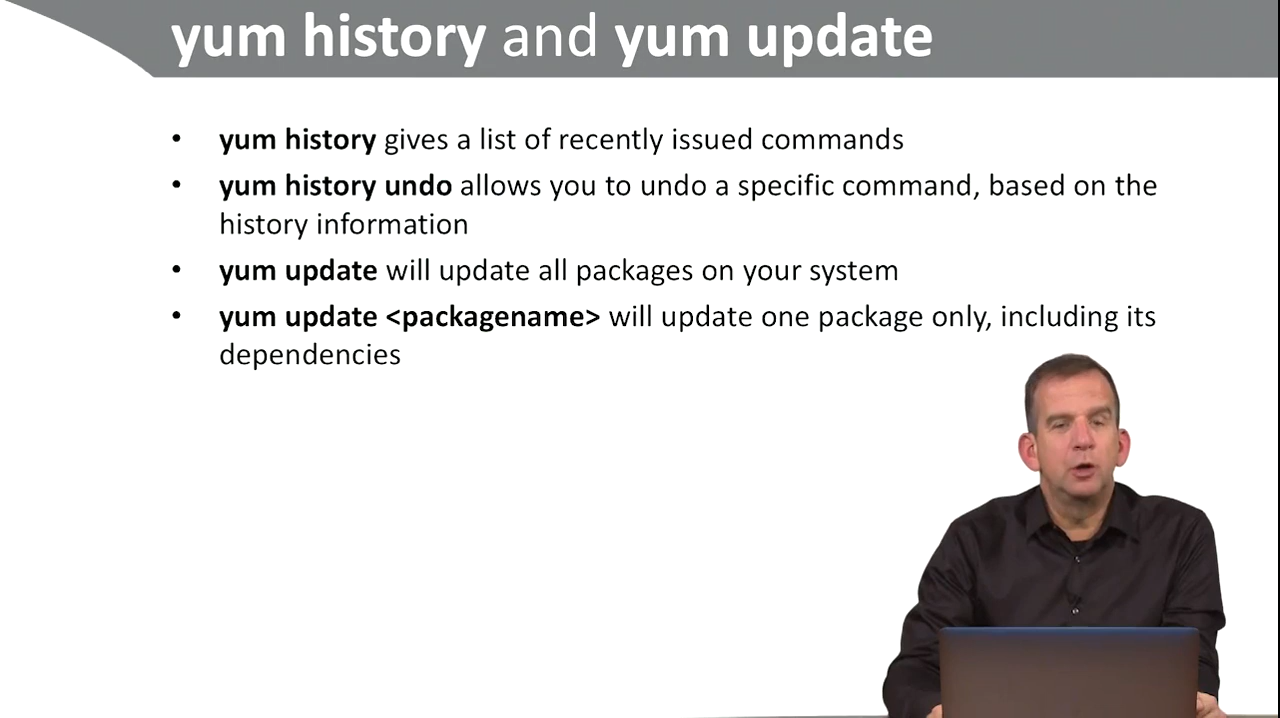 yum history and yum update
• yum history gives a list of recently issued commands
• yum history undo allows you to undo a specific command, based on the
history information
• yum update will update all packages on your system
• yum update <packagename> will update one package only, including its
dependencies